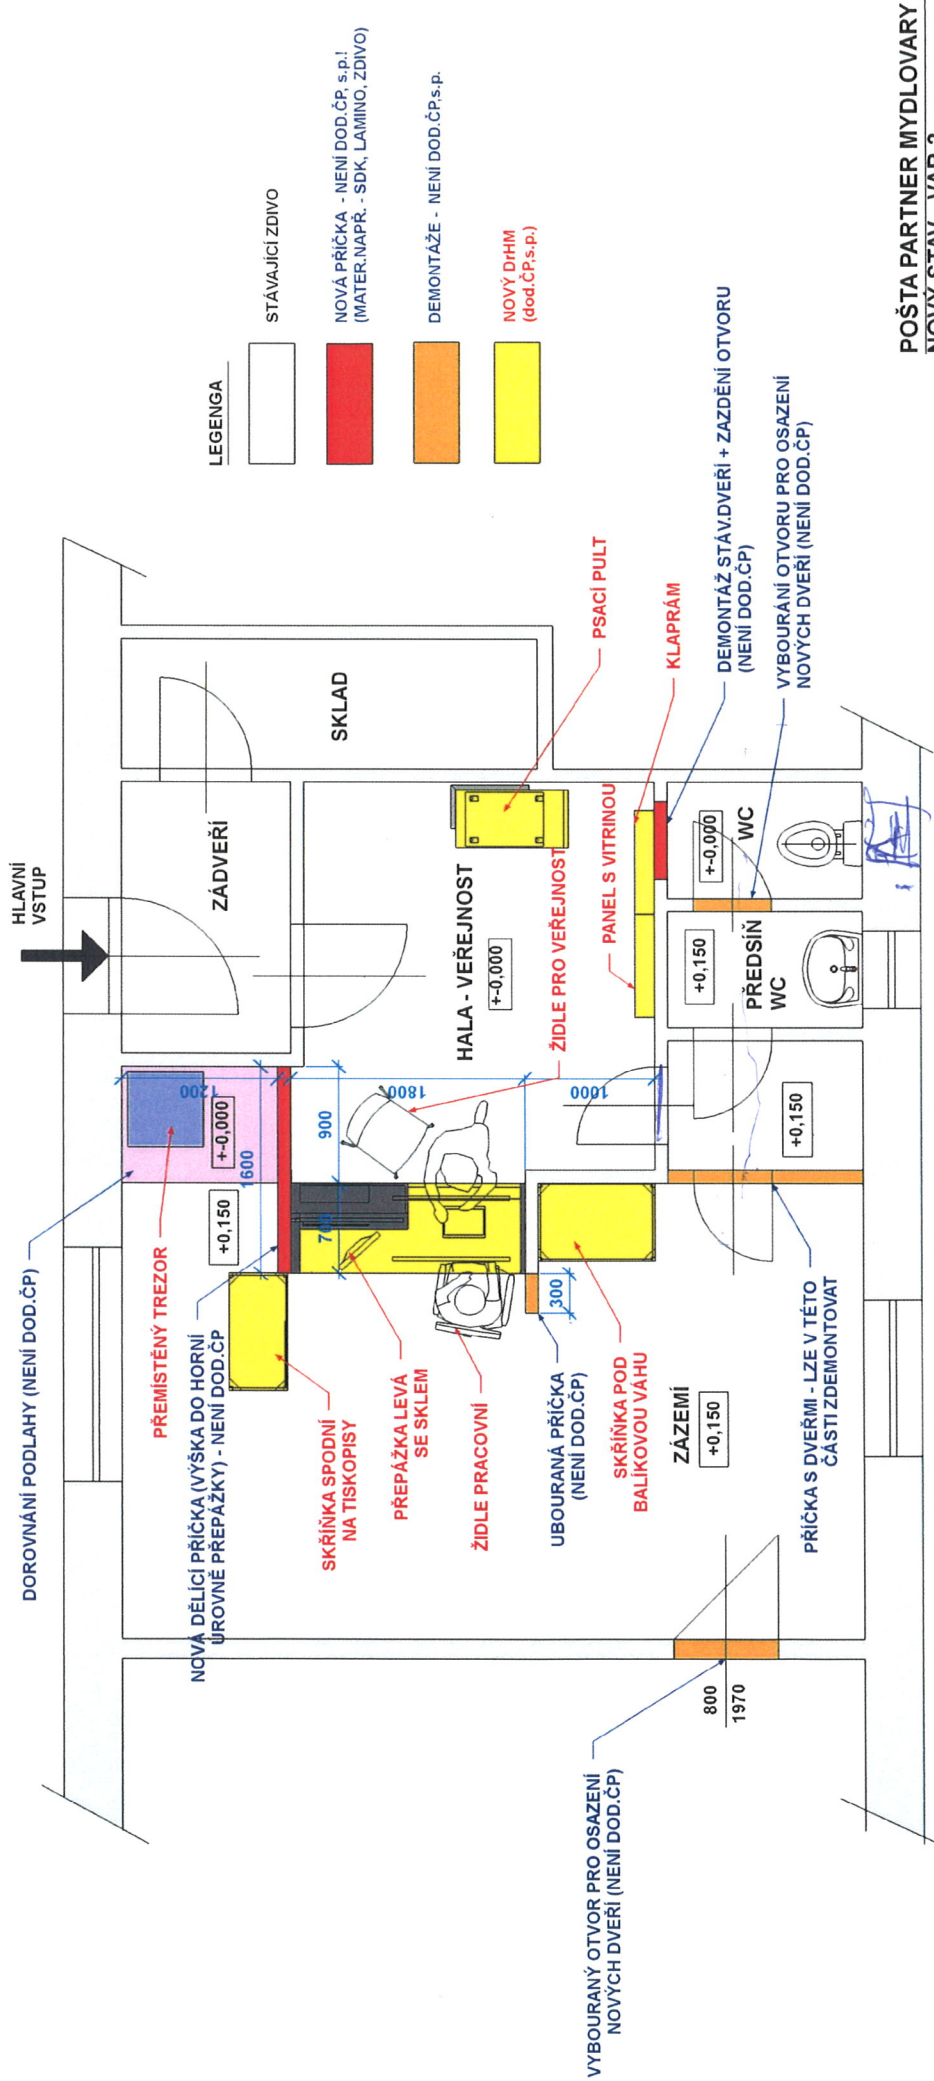 HLAVNÍ
VSTUP
ZÁDVEŘÍ
SKLAD
HALA - VEŘEJNOST
+-0,000
PSACÍ PULT
ŽIDLE PRO VEŘEJNOST
PANEL S VITRINOU
KLAPRÁM
DEMONTÁŽ STÁV.DVEŘÍ + ZAZDĚNÍ OTVORU
(NENÍ DOD.ČP)
VYBOURÁNÍ OTVORU PRO OSAZENÍ
NOVÝCH DVEŘÍ (NENÍ DOD.ČP)
WC
+-0,000
PŘEDSÍŇ
WC
+0,150
+0,150
DOROVNÁNÍ PODLAHY (NENÍ DOD.ČP)
PŘEMÍSTĚNÝ TREZOR
+-0,000
+0,150
1200
1600
900
700
1800
1000
300
NOVÁ DĚLÍCÍ PŘÍČKA (VÝŠKA DO HORNÍ
ÚROVNĚ PŘEPÁŽKY) - NENÍ DOD.ČP
SKŘÍŇKA SPODNÍ
NA TISKOPISY
PŘEPÁŽKA LEVÁ
SE SKLEM
ŽIDLE PRACOVNÍ
UBOURANÁ PŘÍČKA
(NENÍ DOD.ČP)
SKŘÍŇKA POD
BALÍKOVOU VÁHU
ZÁZEMÍ
+0,150
PŘÍČKA S DVEŘMI - LZE V TÉTO
ČÁSTI ZDEMONTOVAT
800
1970
VYBOURANÝ OTVOR PRO OSAZENÍ
NOVÝCH DVEŘÍ (NENÍ DOD.ČP)
LEGENGA
STÁVAJÍCÍ ZDIVO
NOVÁ PŘÍČKA - NENÍ DOD.ČP, s.p.!
(MATER.NAPŘ. - SDK, LAMINO, ZDIVO)
DEMONTÁŽE - NENÍ DOD.ČP,s.p.
NOVÝ DrHM
(dod.ČP,s.p.)
POŠTA PARTNER MYDLOVARY
NOVÝ STAV - VAR.